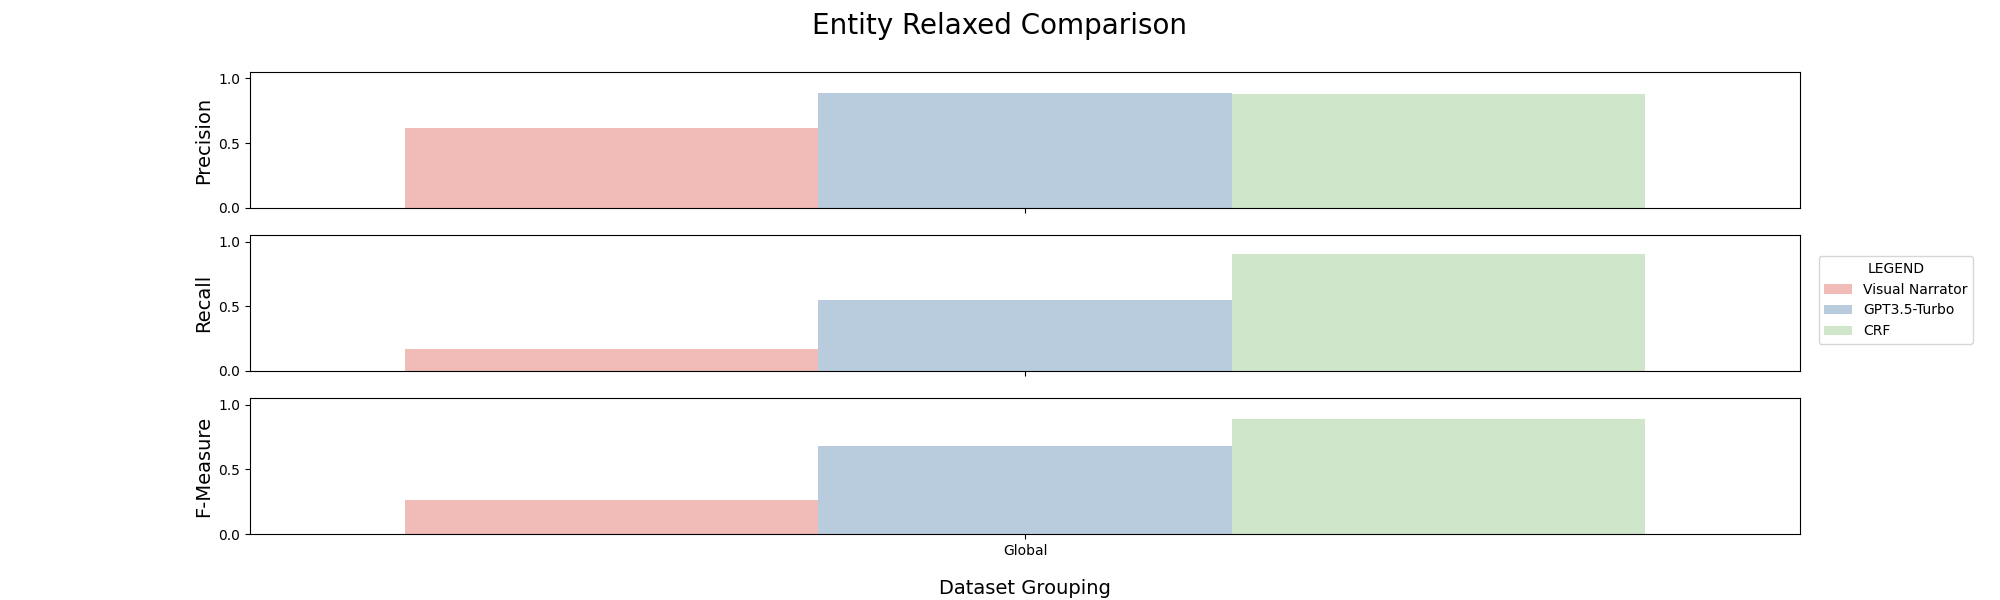 Entity Relaxed Comparison
Precision
1.0
0.5
0.0
Recall
1.0
0.5
0.0
F-Measure
1.0
0.5
0.0
Global
Dataset Grouping
LEGEND
Visual Narrator
GPT3.5-Turbo
CRF